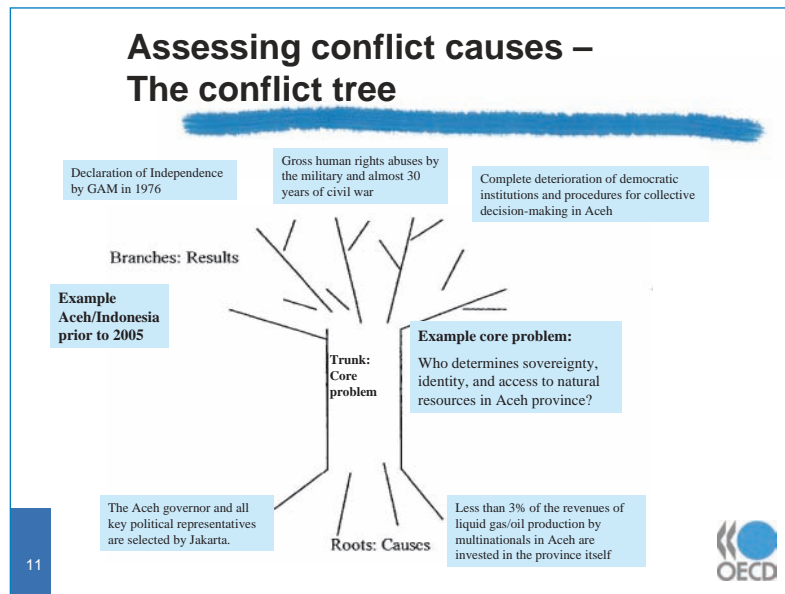 Assessing conflict causes –
The conflict tree
Declaration of Independence
by GAM in 1976
Gross human rights abuses by
the military and almost 30
years of civil war
Complete deterioration of democratic
institutions and procedures for collective
decision-making in Aceh
Branches: Results
Example
Aceh/Indonesia
prior to 2005
Trunk:
Core
problem
Example core problem:
Who determines sovereignty,
identity, and access to natural
resources in Aceh province?
The Aceh governor and all
key political representatives
are selected by Jakarta.
Roots: Causes
Less than 3% of the revenues of
liquid gas/oil production by
multinationals in Aceh are
invested in the province itself
11
OECD